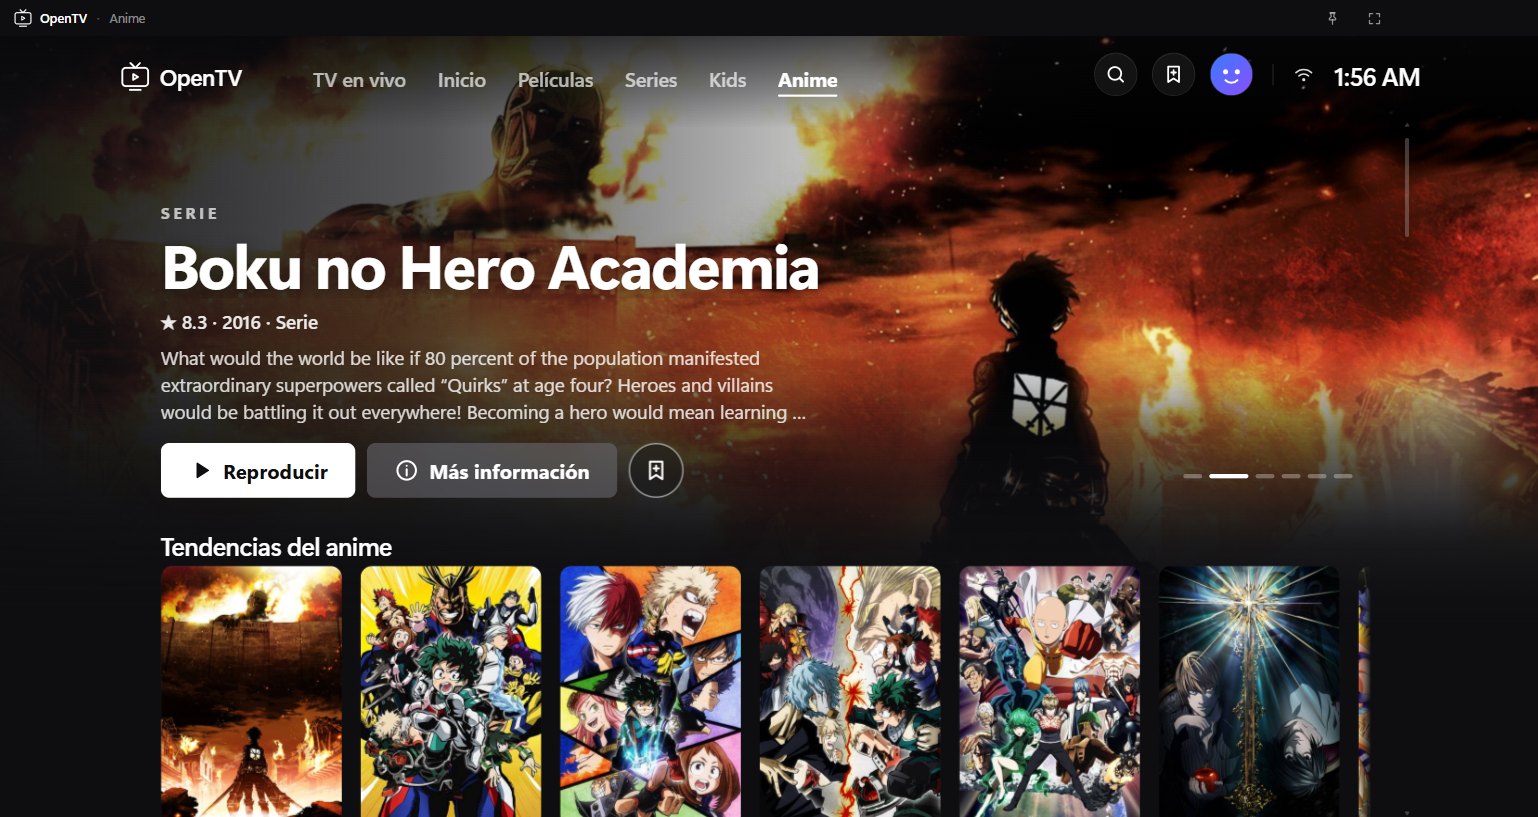 OpenTV · Anime
OpenTV
TV en vivo Inicio Películas Series Kids Anime
1:56 AM
SERIE
Boku no Hero Academia
★ 8.3 · 2016 · Serie
What would the world be like if 80 percent of the population manifested
extraordinary superpowers called “Quirks” at age four? Heroes and villains
would be battling it out everywhere! Becoming a hero would mean learning ...
Reproducir Más información
Tendencias del anime